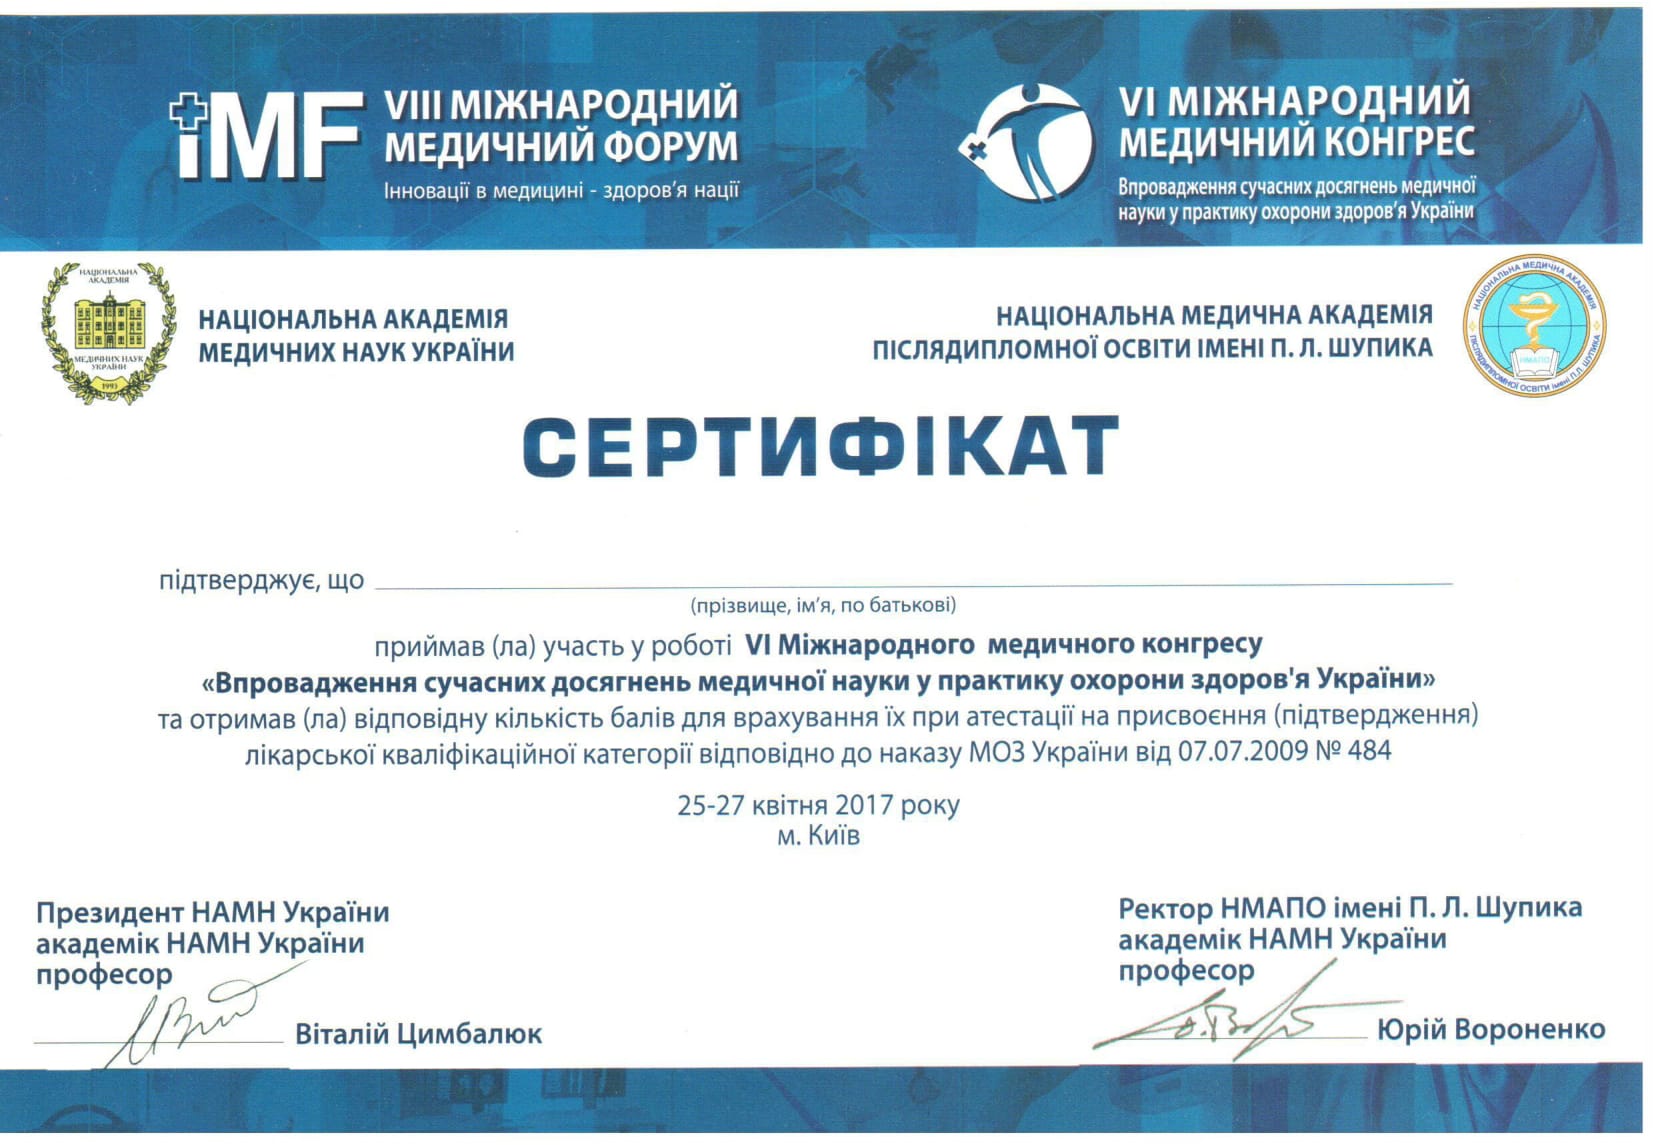 iMF
VIII МІЖНАРОДНИЙ
МЕДИЧНИЙ ФОРУМ
Інновації в медицині - здоров'я нації
VI МІЖНАРОДНИЙ
МЕДИЧНИЙ КОНГРЕС
Впровадження сучасних досягнень медичної
науки у практику охорони здоров'я України
НАЦІОНАЛЬНА
АКАДЕМІЯ
МЕДИЧНИХ НАУК
УКРАЇНИ
1993
НАЦІОНАЛЬНА АКАДЕМІЯ
МЕДИЧНИХ НАУК УКРАЇНИ
НАЦІОНАЛЬНА МЕДИЧНА АКАДЕМІЯ
ПІСЛЯДИПЛОМНОЇ ОСВІТИ ІМЕНІ П. Л. ШУПИКА
НАЦІОНАЛЬНА МЕДИЧНА АКАДЕМІЯ
ПІСЛЯДИПЛОМНОЇ ОСВІТИ імені П.Л. ШУПИКА
НМАПО
СЕРТИФІКАТ
підтверджує, що
(прізвище, ім'я, по батькові)
приймав (ла) участь у роботі VI Міжнародного медичного конгресу
«Впровадження сучасних досягнень медичної науки у практику охорони здоров'я України»
та отримав (ла) відповідну кількість балів для врахування їх при атестації на присвоєння (підтвердження)
лікарської кваліфікаційної категорії відповідно до наказу МОЗ України від 07.07.2009 № 484
25-27 квітня 2017 року
м. Київ
Президент НАМН України
академік НАМН України
професор
Віталій Цимбалюк
Ректор НМАПО імені П. Л. Шупика
академік НАМН України
професор
Юрій Вороненко